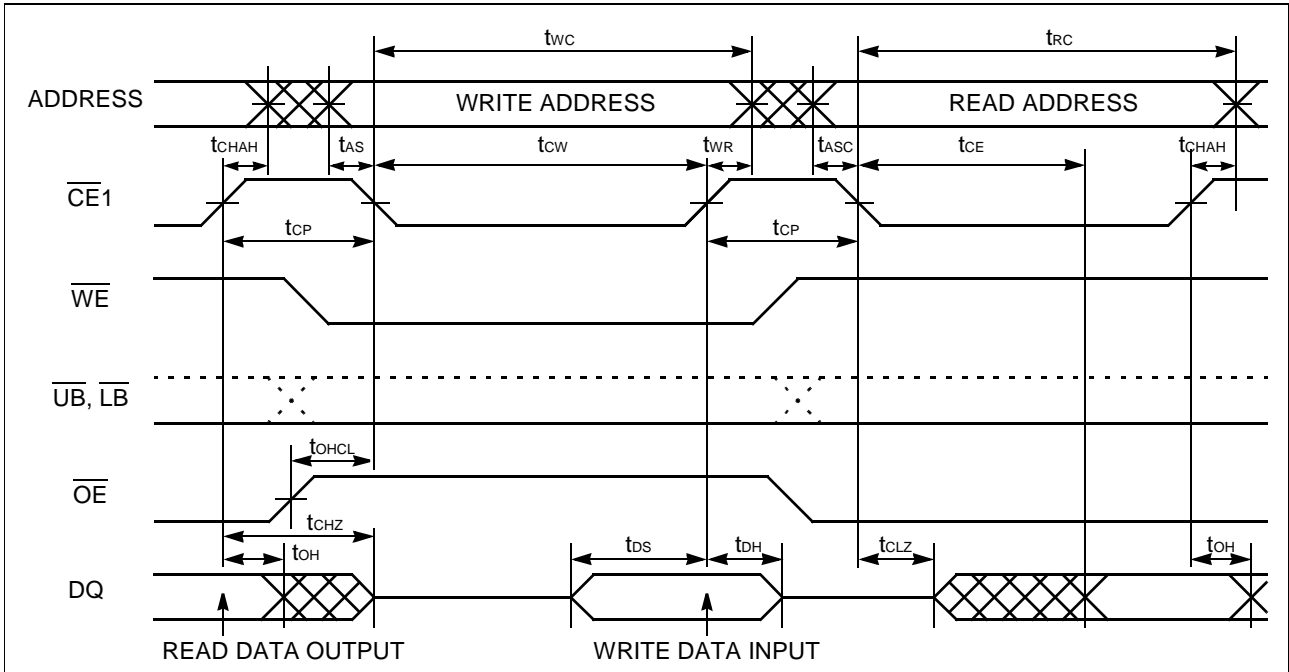 tWC tRC
ADDRESS WRITE ADDRESS READ ADDRESS
tCHAH tAS tCW tWR tASC tCE tCHAH
CE1
tCP tCP
WE
UB, LB
tOHCL
OE
tCHZ
tOH tDS tDH tCLZ tOH
DQ
READ DATA OUTPUT WRITE DATA INPUT